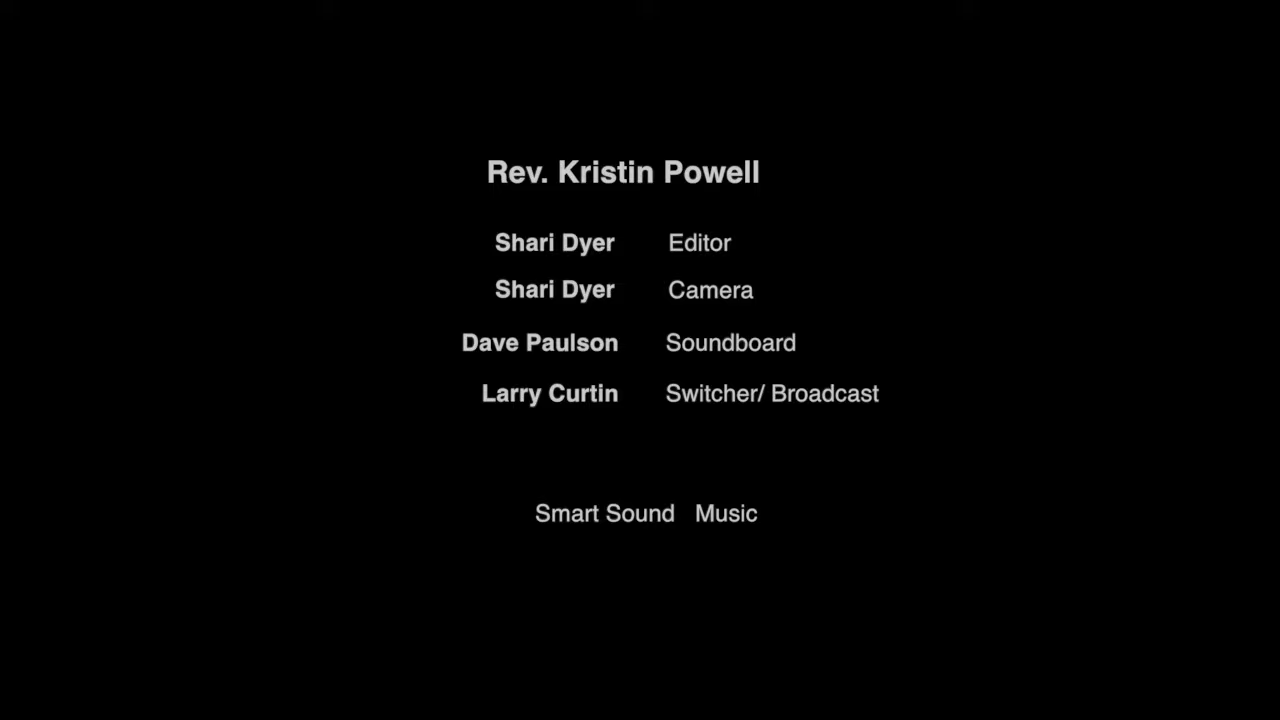 Rev. Kristin Powell
Shari Dyer Editor
Shari Dyer Camera
Dave Paulson Soundboard
Larry Curtin Switcher/ Broadcast
Smart Sound Music